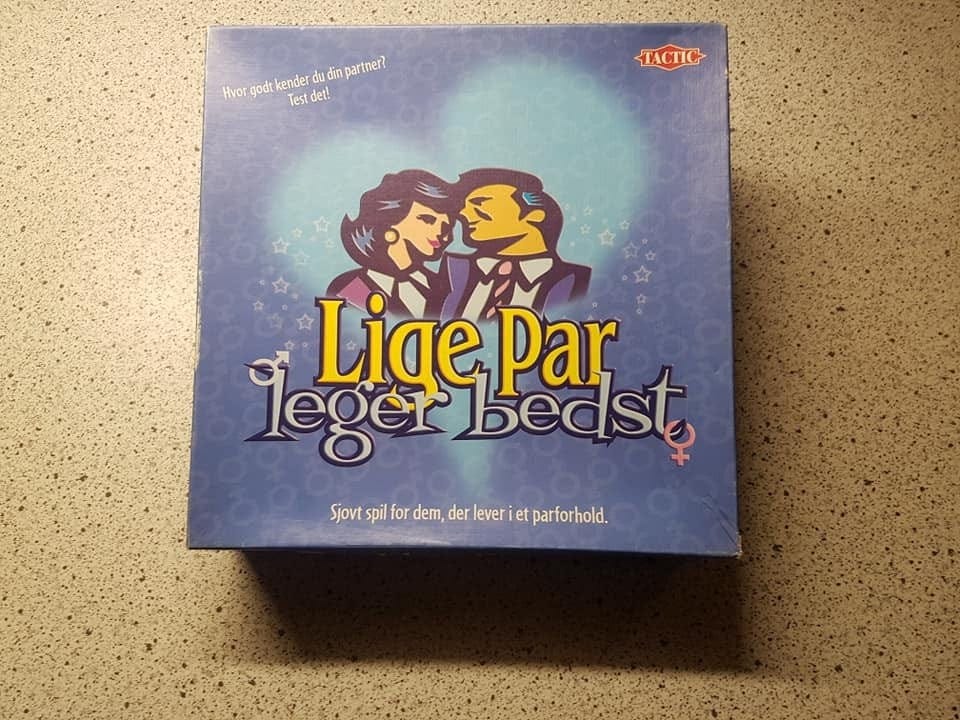 TACTIC
Hvor godt kender du din partner?
Test det!
Lige Par
leger bedst
Sjovt spil for dem, der lever i et parforhold.